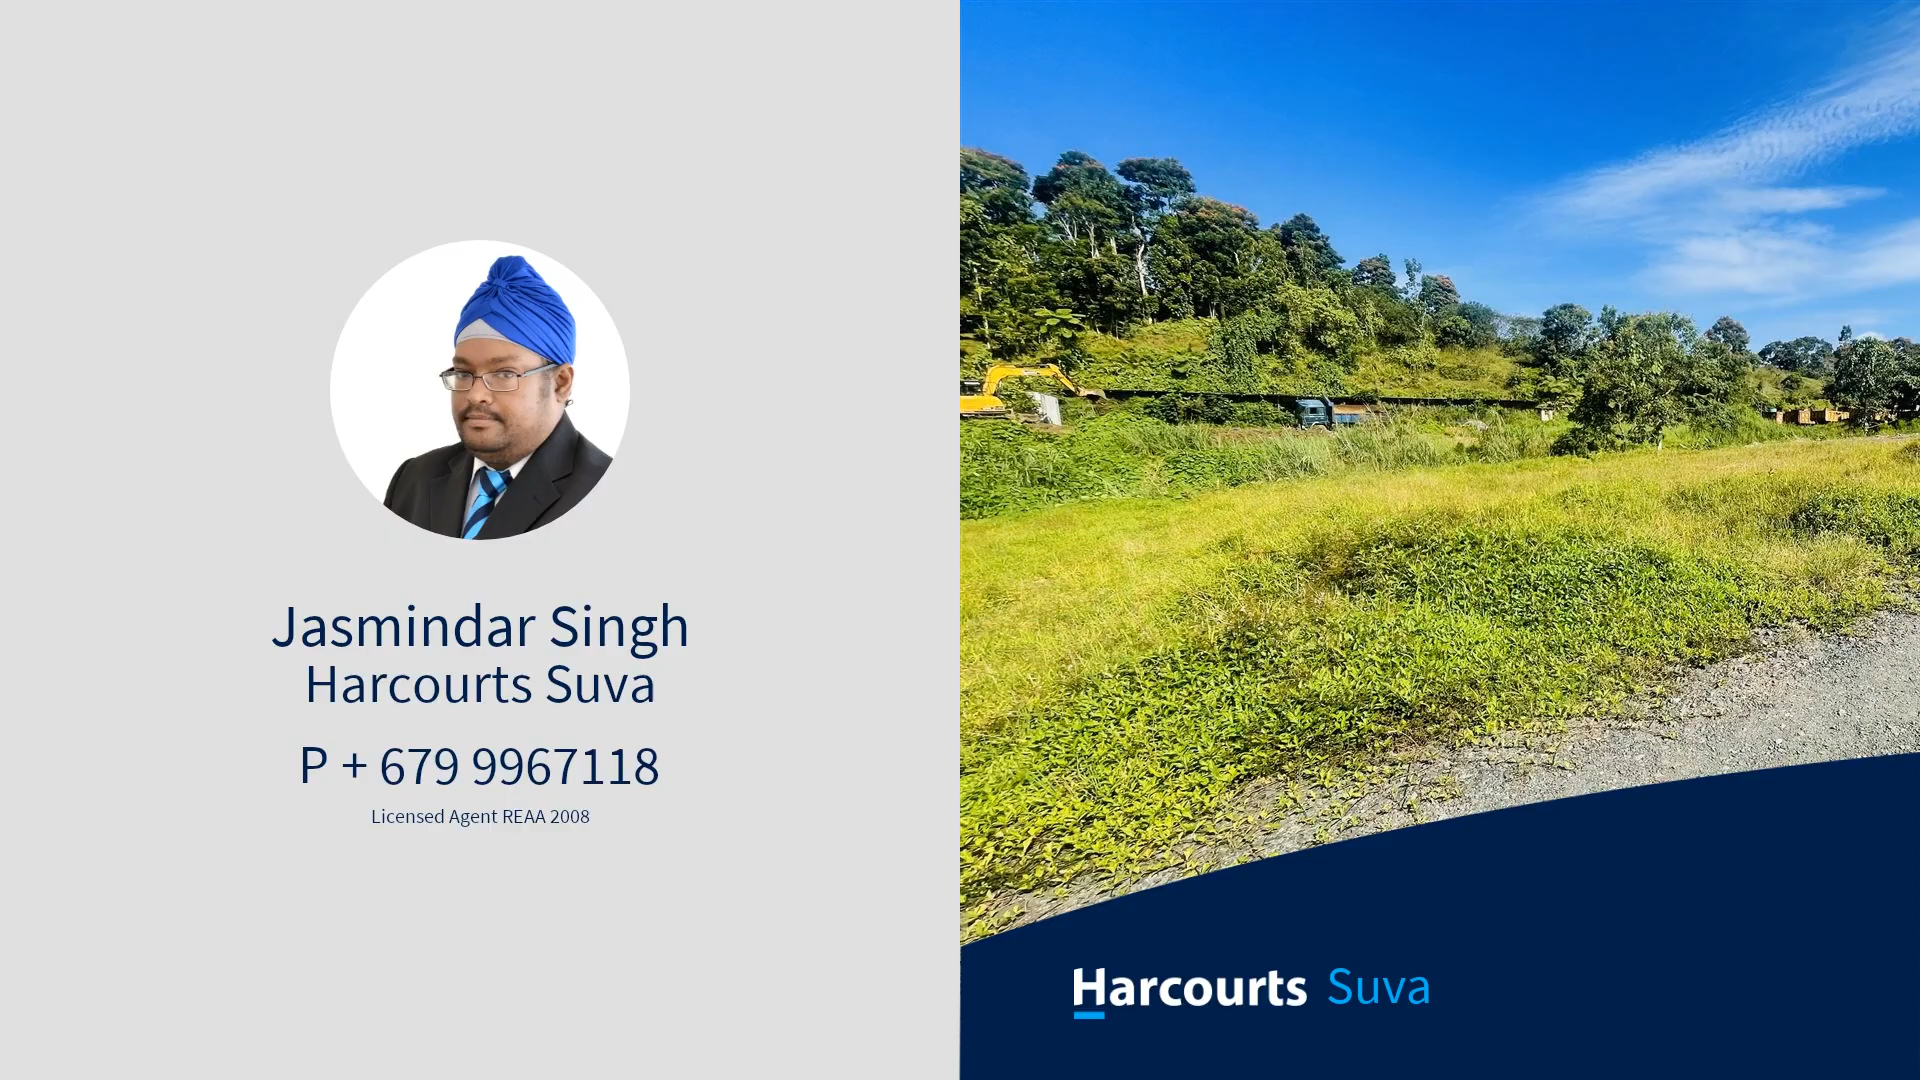 Jasmindar Singh
Harcourts Suva
P + 679 9967118
Licensed Agent REAA 2008
Harcourts Suva